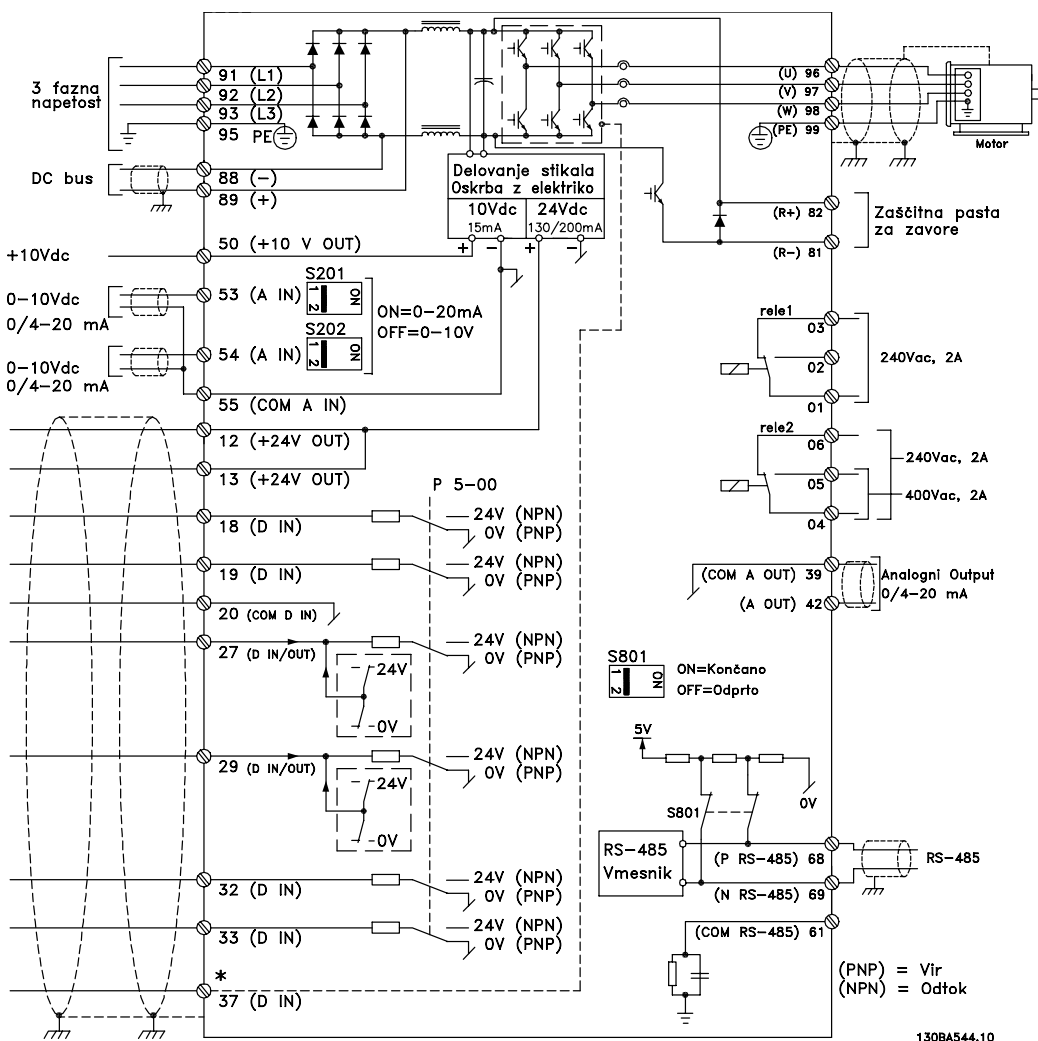 3 fazna
napetost
91 (L1)
92 (L2)
93 (L3)
95 PE
DC bus
88 (-)
89 (+)
+10Vdc
50 (+10 V OUT)
0-10Vdc
0/4-20 mA
53 (A IN)
S201
ON
1 2
ON=0-20mA
OFF=0-10V
0-10Vdc
0/4-20 mA
54 (A IN)
S202
ON
1 2
55 (COM A IN)
12 (+24V OUT)
13 (+24V OUT)
Delovanje stikala
Oskrba z elektriko
10Vdc
15mA
24Vdc
130/200mA
+ - + -
P 5-00
18 (D IN)
24V (NPN)
0V (PNP)
19 (D IN)
24V (NPN)
0V (PNP)
20 (COM D IN)
27 (D IN/OUT)
24V (NPN)
0V (PNP)
24V
0V
29 (D IN/OUT)
24V (NPN)
0V (PNP)
24V
0V
32 (D IN)
24V (NPN)
0V (PNP)
33 (D IN)
24V (NPN)
0V (PNP)
*
37 (D IN)
(U) 96
(V) 97
(W) 98
(PE) 99
Motor
(R+) 82
(R-) 81
Zaščitna pasta
za zavore
rele1
03
02
01
240Vac, 2A
rele2
06
05
04
240Vac, 2A
400Vac, 2A
(COM A OUT) 39
(A OUT) 42
Analogni Output
0/4-20 mA
S801
ON
1 2
ON=Končano
OFF=Odprto
5V
0V
S801
RS-485
Vmesnik
(P RS-485) 68
(N RS-485) 69
RS-485
(COM RS-485) 61
(PNP) = Vir
(NPN) = Odtok
130BA544.10